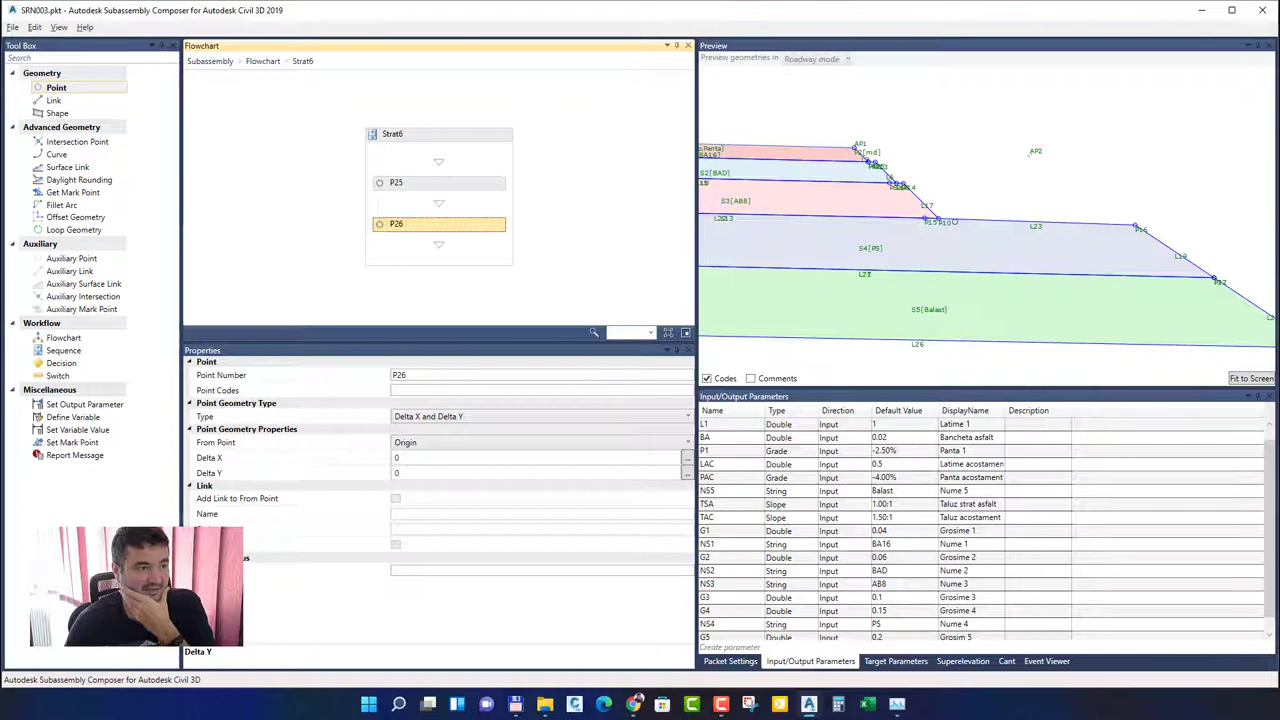 SRN003.pkt - Autodesk Subassembly Composer for Autodesk Civil 3D 2019
File Edit View Help
Tool Box
Search
Geometry
Point
Link
Shape
Advanced Geometry
Intersection Point
Curve
Surface Link
Daylight Rounding
Get Mark Point
Fillet Arc
Offset Geometry
Loop Geometry
Auxiliary
Auxiliary Point
Auxiliary Link
Auxiliary Surface Link
Auxiliary Intersection
Auxiliary Mark Point
Workflow
Flowchart
Sequence
Decision
Switch
Miscellaneous
Set Output Parameter
Define Variable
Set Variable Value
Set Mark Point
Report Message
Flowchart
Subassembly > Flowchart > Strat6
Strat6
P25
P26
Properties
Point
Point Number P26
Point Codes
Point Geometry Type
Type Delta X and Delta Y
Point Geometry Properties
From Point Origin
Delta X 0
Delta Y 0
Link
Add Link to From Point
Name
Delta Y
Preview
Preview geometries in Roadway mode
AP1
AP2
S2[BAD]
S3[AB8]
L17
P15 P10
L23
P16
S4[PS]
L19
S5[Balast]
L26
Codes Comments Fit to Screen
Input/Output Parameters
Name Type Direction Default Value DisplayName Description
L1 Double Input 1 Latime 1
BA Double Input 0.02 Bancheta asfalt
P1 Grade Input -2.50% Panta 1
LAC Double Input 0.5 Latime acostamen
PAC Grade Input -4.00% Panta acostament
NS5 String Input Balast Nume 5
TSA Slope Input 1.00:1 Taluz strat asfalt
TAC Slope Input 1.50:1 Taluz acostament
G1 Double Input 0.04 Grosime 1
NS1 String Input BA16 Nume 1
G2 Double Input 0.06 Grosime 2
NS2 String Input BAD Nume 2
NS3 String Input AB8 Nume 3
G3 Double Input 0.1 Grosime 3
G4 Double Input 0.15 Grosime 4
NS4 String Input PS Nume 4
G5 Double Input 0.2 Grosim 5
Create parameter
Packet Settings Input/Output Parameters Target Parameters Superelevation Cant Event Viewer
Autodesk Subassembly Composer for Autodesk Civil 3D